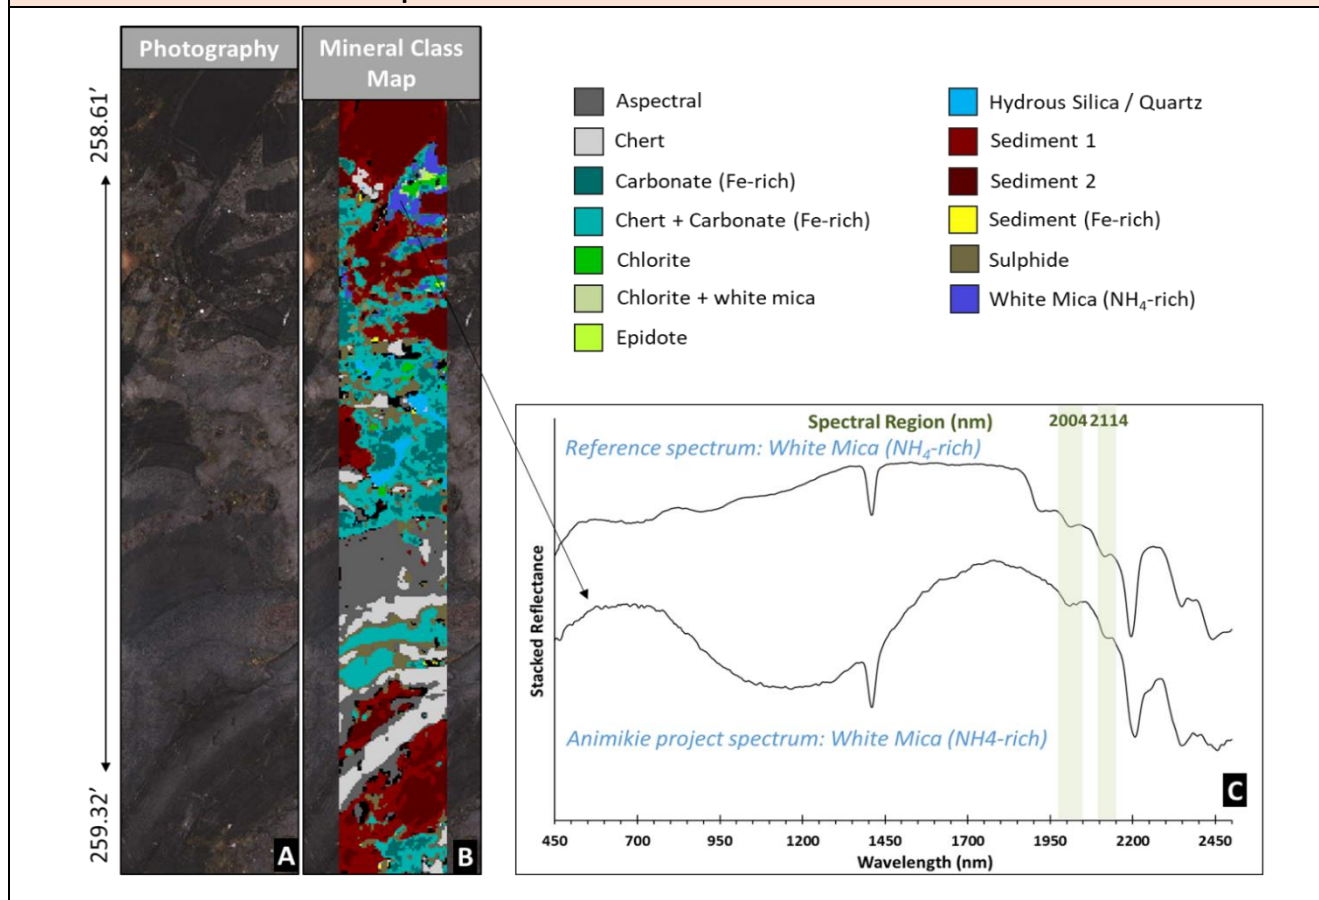 Photography
Mineral Class
Map
258.61’
259.32’
A
B
Aspectral
Chert
Carbonate (Fe-rich)
Chert + Carbonate (Fe-rich)
Chlorite
Chlorite + white mica
Epidote
Hydrous Silica / Quartz
Sediment 1
Sediment 2
Sediment (Fe-rich)
Sulphide
White Mica (NH₄-rich)
Spectral Region (nm)
2004 2114
Reference spectrum: White Mica (NH₄-rich)
Stacked Reflectance
Animikie project spectrum: White Mica (NH4-rich)
C
450 700 950 1200 1450 1700 1950 2200 2450
Wavelength (nm)